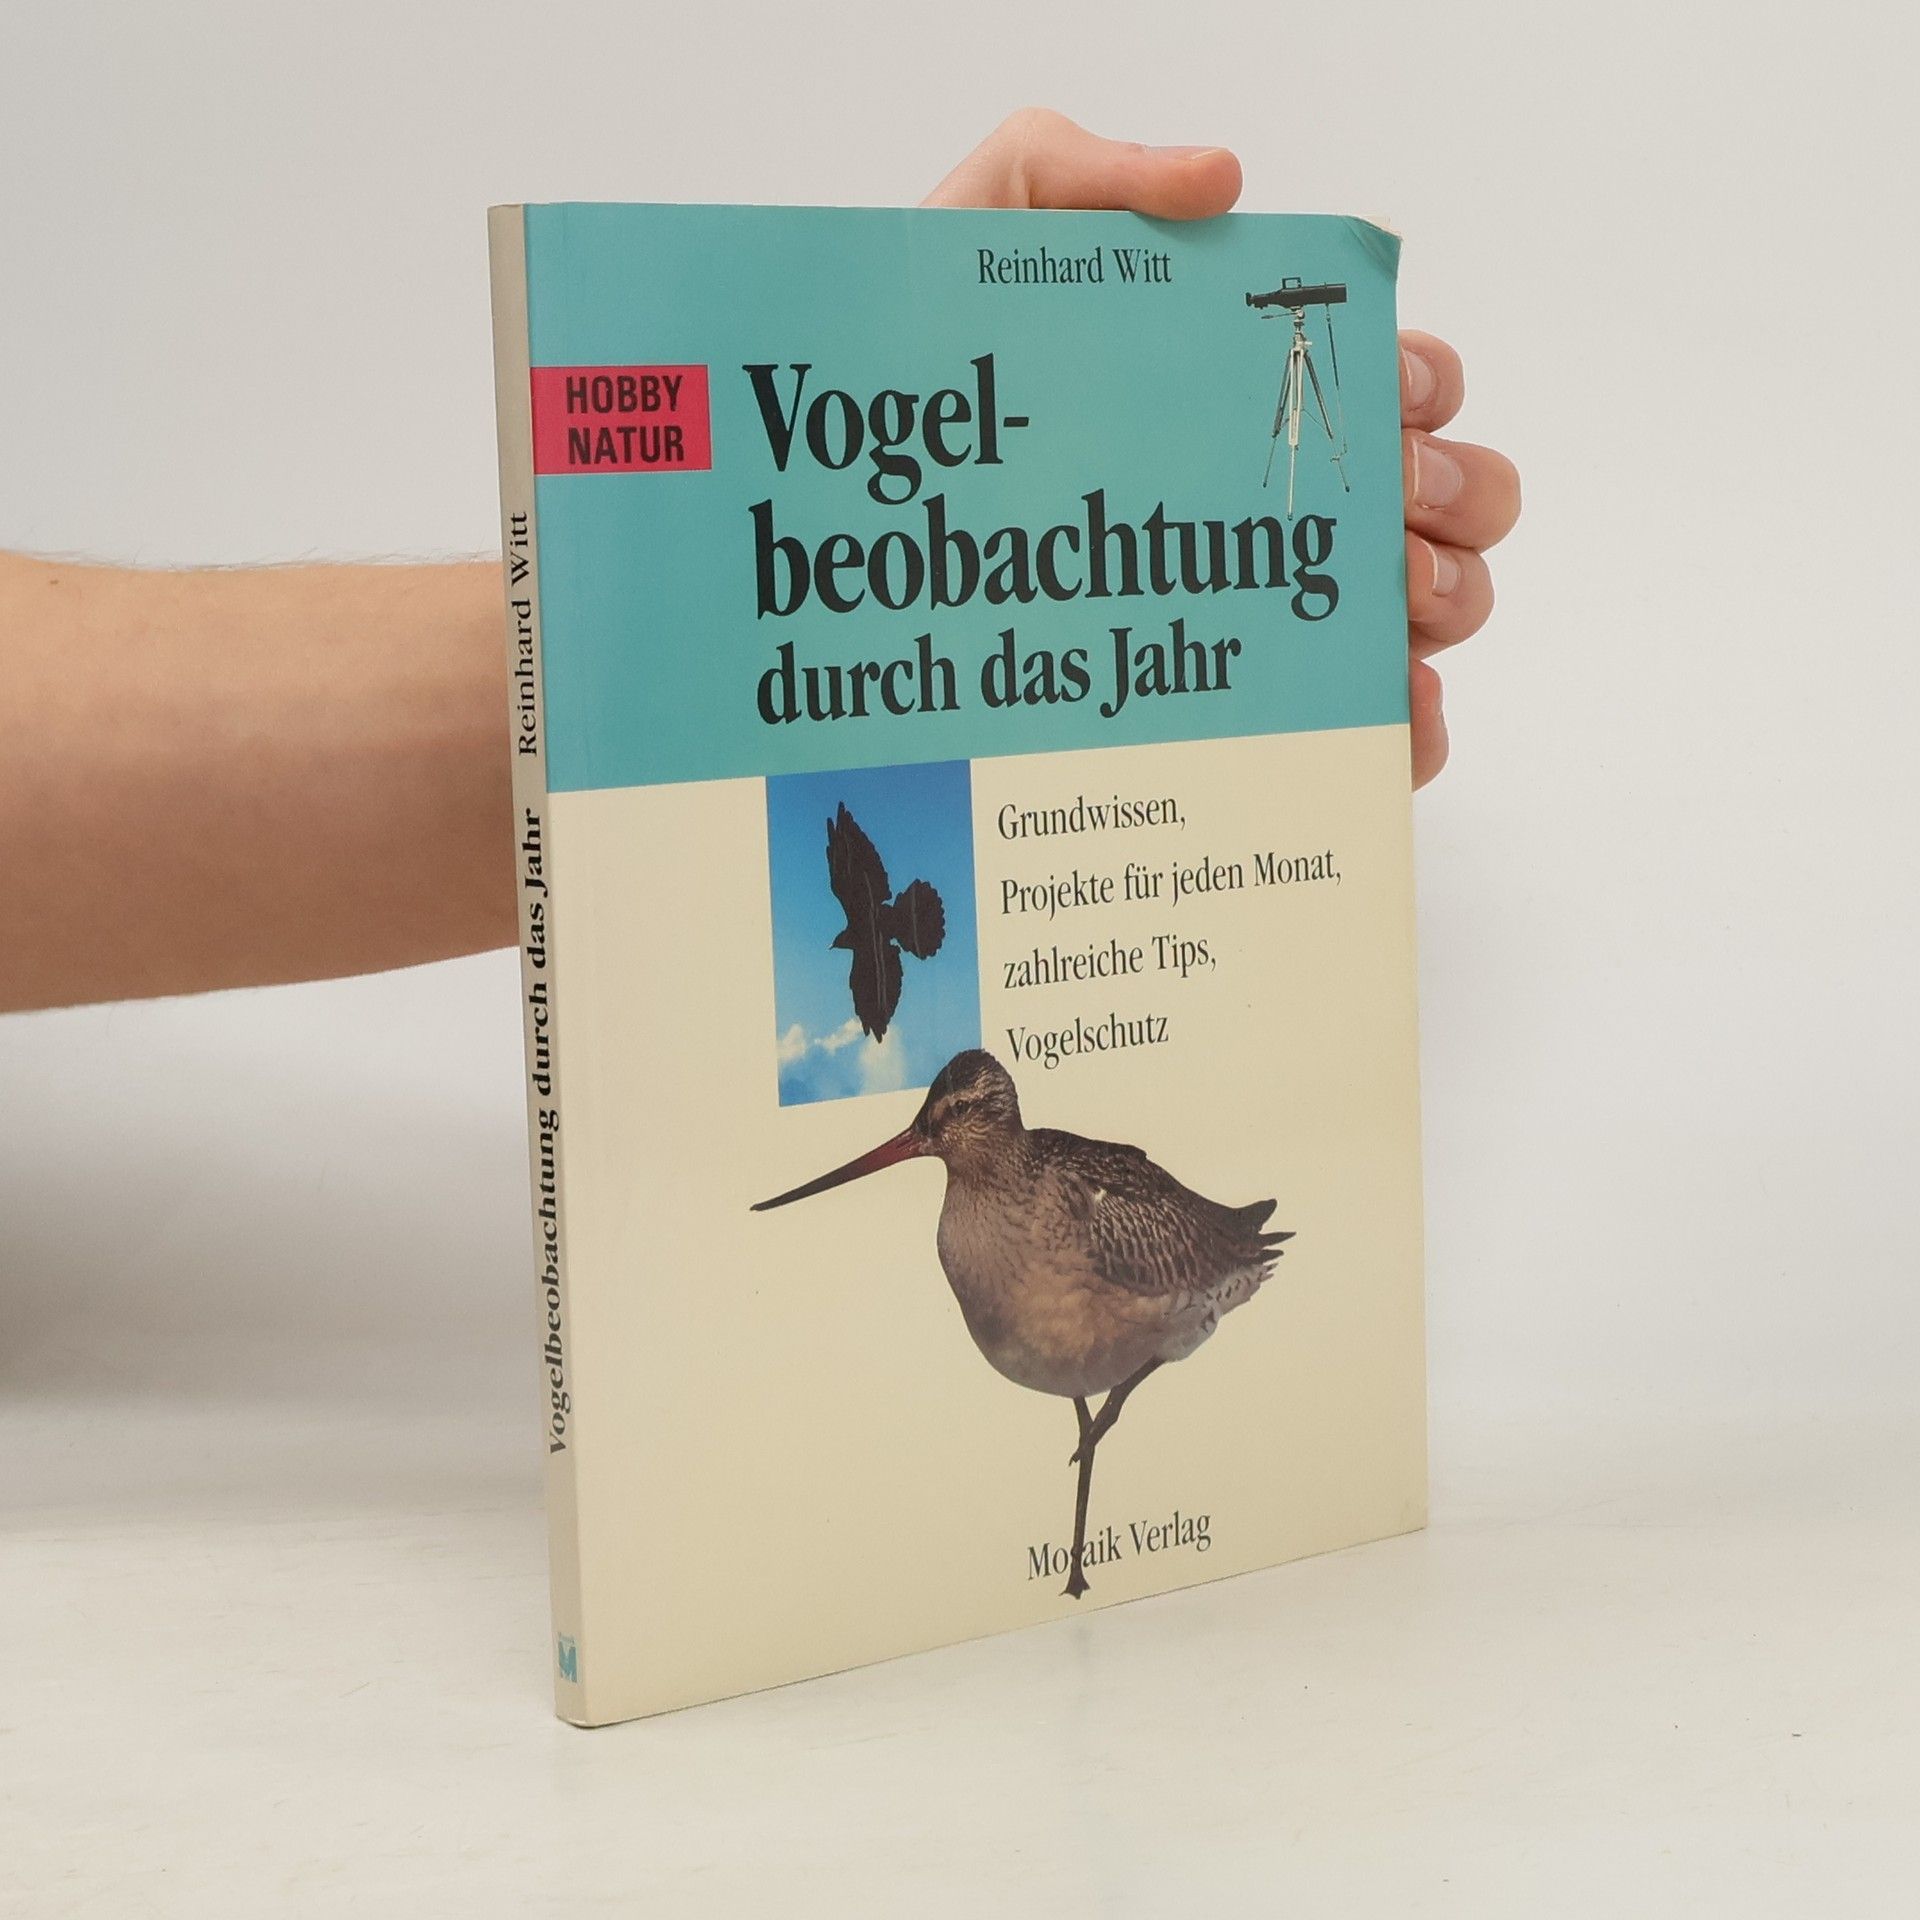 Reinhard Witt
HOBBY
NATUR
Vogel-
beobachtung
durch das Jahr
Grundwissen,
Projekte für jeden Monat,
zahlreiche Tips,
Vogelschutz
Mosaik Verlag
Vogelbeobachtung durch das Jahr Reinhard Witt
M